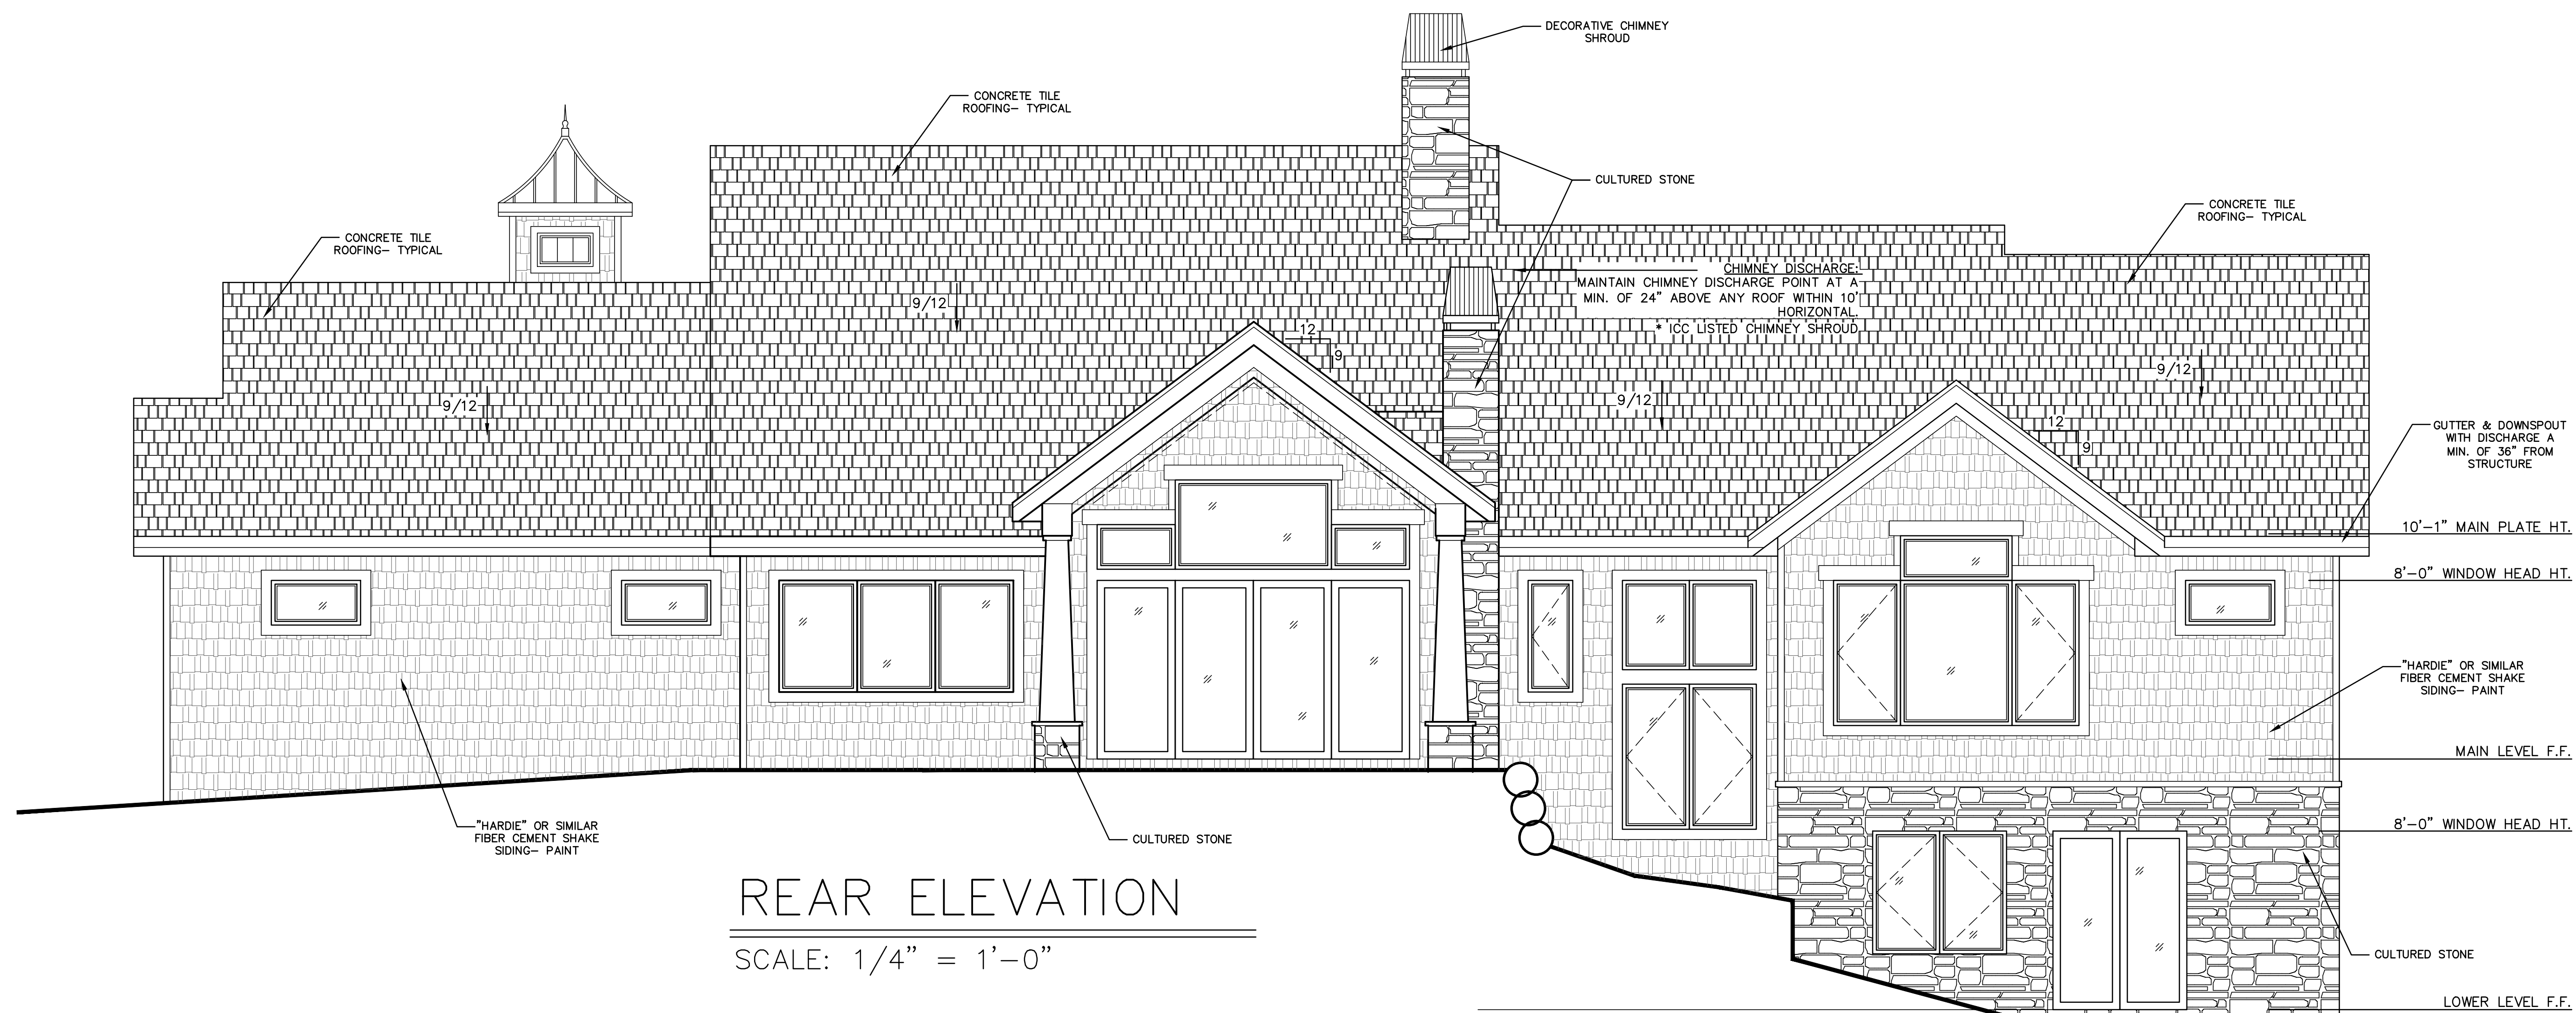 DECORATIVE CHIMNEY
SHROUD
CONCRETE TILE
ROOFING– TYPICAL
CULTURED STONE
CONCRETE TILE
ROOFING– TYPICAL
CONCRETE TILE
ROOFING– TYPICAL
CHIMNEY DISCHARGE:
MAINTAIN CHIMNEY DISCHARGE POINT AT A
MIN. OF 24" ABOVE ANY ROOF WITHIN 10'
HORIZONTAL.
* ICC LISTED CHIMNEY SHROUD
9/12
12
9
9/12
9/12
9/12
12
9
GUTTER & DOWNSPOUT
WITH DISCHARGE A
MIN. OF 36" FROM
STRUCTURE
10'–1" MAIN PLATE HT.
8'–0" WINDOW HEAD HT.
"HARDIE" OR SIMILAR
FIBER CEMENT SHAKE
SIDING– PAINT
MAIN LEVEL F.F.
8'–0" WINDOW HEAD HT.
"HARDIE" OR SIMILAR
FIBER CEMENT SHAKE
SIDING– PAINT
CULTURED STONE
REAR ELEVATION
SCALE: 1/4" = 1'–0"
CULTURED STONE
LOWER LEVEL F.F.